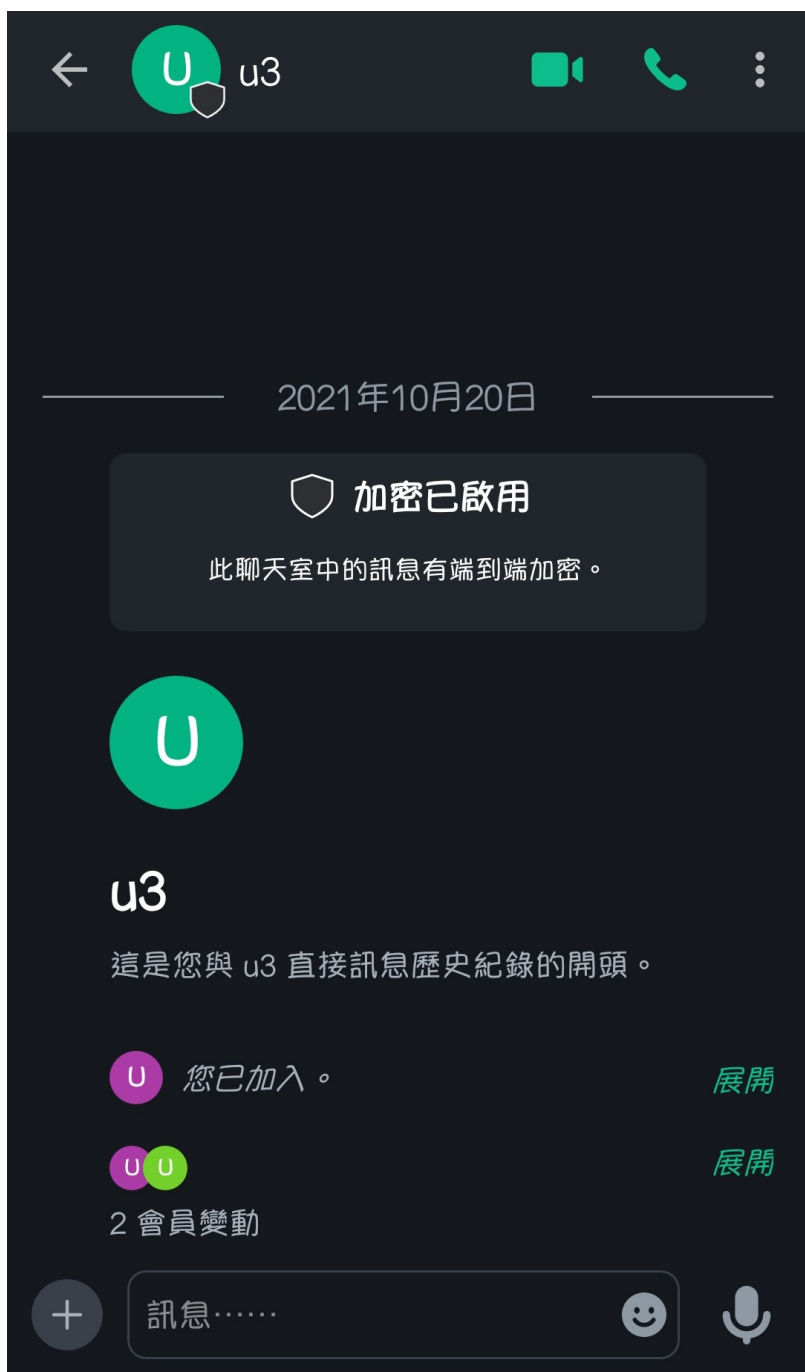 U u3
2021年10月20日
加密已啟用
此聊天室中的訊息有端到端加密。
U
u3
這是您與 u3 直接訊息歷史紀錄的開頭。
U 您已加入。 展開
U U 展開
2 會員變動
訊息……